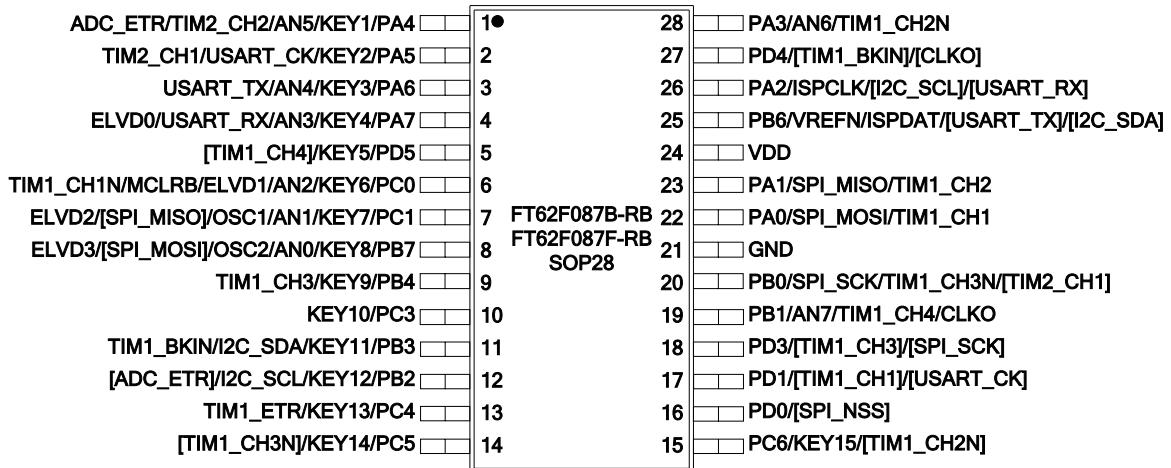 ADC_ETR/TIM2_CH2/AN5/KEY1/PA4 1 28 PA3/AN6/TIM1_CH2N
TIM2_CH1/USART_CK/KEY2/PA5 2 27 PD4/[TIM1_BKIN]/[CLKO]
USART_TX/AN4/KEY3/PA6 3 26 PA2/ISPCLK/[I2C_SCL]/[USART_RX]
ELVD0/USART_RX/AN3/KEY4/PA7 4 25 PB6/VREFN/ISPDAT/[USART_TX]/[I2C_SDA]
[TIM1_CH4]/KEY5/PD5 5 24 VDD
TIM1_CH1N/MCLRB/ELVD1/AN2/KEY6/PC0 6 23 PA1/SPI_MISO/TIM1_CH2
ELVD2/[SPI_MISO]/OSC1/AN1/KEY7/PC1 7 FT62F087B-RB 22 PA0/SPI_MOSI/TIM1_CH1
FT62F087F-RB
ELVD3/[SPI_MOSI]/OSC2/AN0/KEY8/PB7 8 SOP28 21 GND
TIM1_CH3/KEY9/PB4 9 20 PB0/SPI_SCK/TIM1_CH3N/[TIM2_CH1]
KEY10/PC3 10 19 PB1/AN7/TIM1_CH4/CLKO
TIM1_BKIN/I2C_SDA/KEY11/PB3 11 18 PD3/[TIM1_CH3]/[SPI_SCK]
[ADC_ETR]/I2C_SCL/KEY12/PB2 12 17 PD1/[TIM1_CH1]/[USART_CK]
TIM1_ETR/KEY13/PC4 13 16 PD0/[SPI_NSS]
[TIM1_CH3N]/KEY14/PC5 14 15 PC6/KEY15/[TIM1_CH2N]